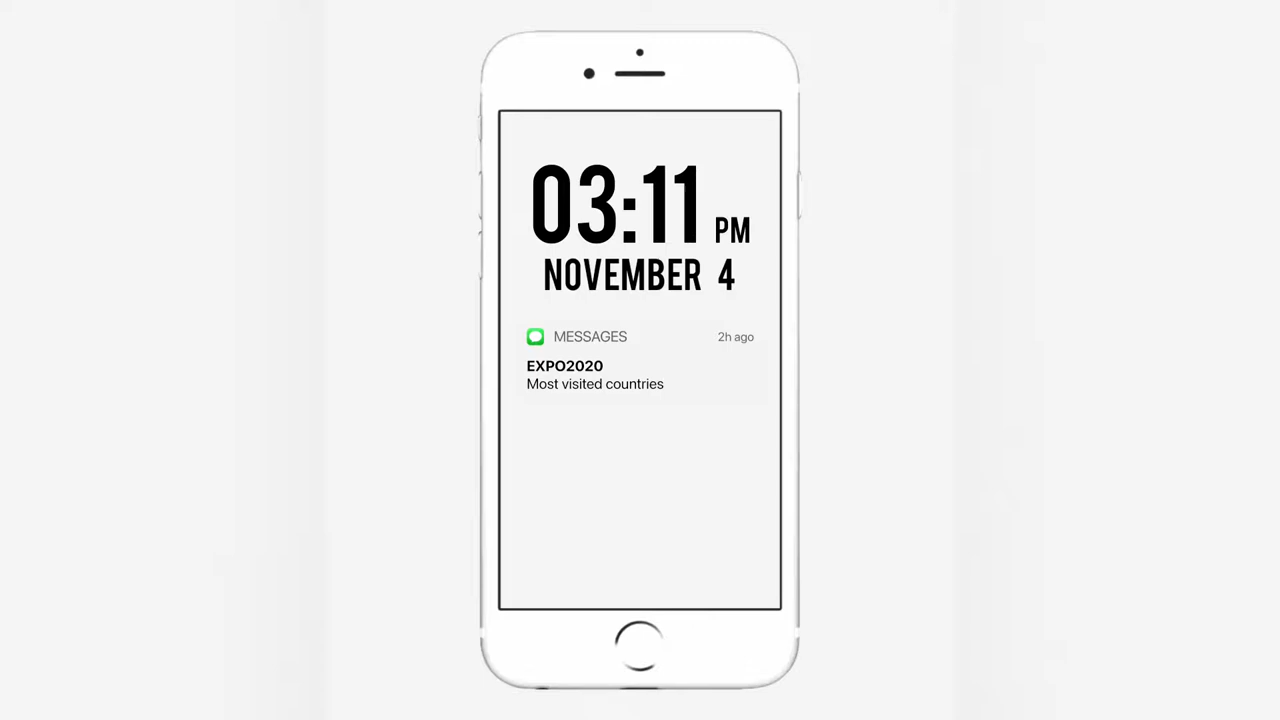 03:11 PM
NOVEMBER 4
MESSAGES 2h ago
EXPO2020
Most visited countries